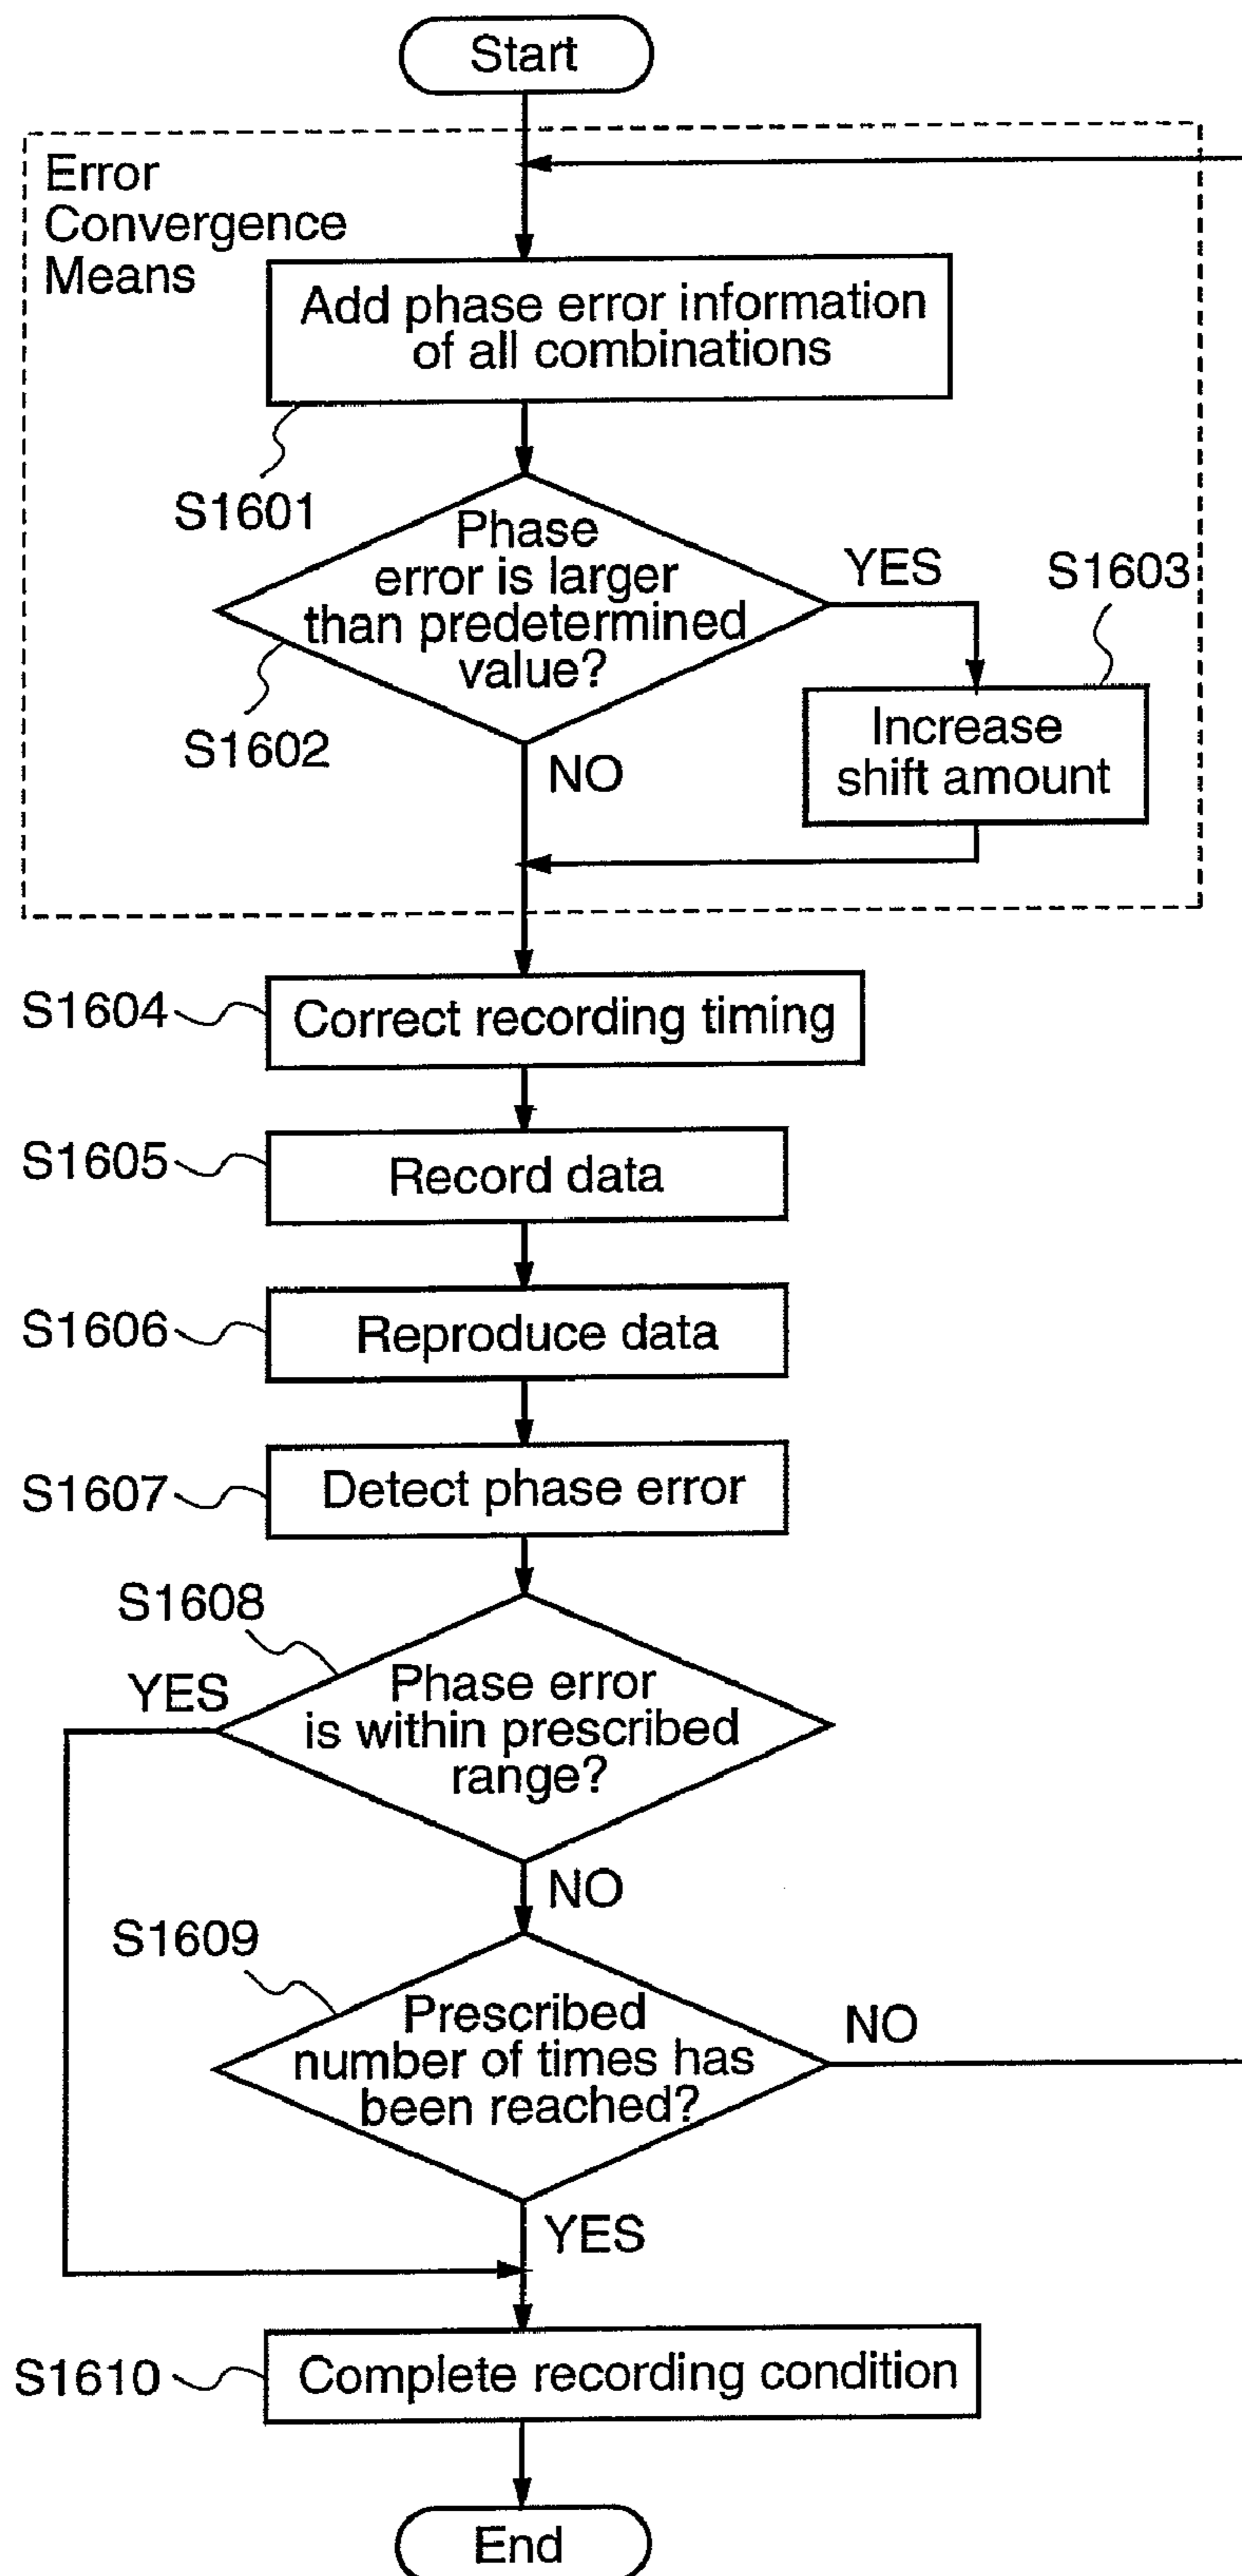 Start
Error
Convergence
Means
Add phase error information
of all combinations
S1601
Phase
error is larger
than predetermined
value?
YES
S1603
S1602
Increase
shift amount
NO
S1604
Correct recording timing
S1605
Record data
S1606
Reproduce data
S1607
Detect phase error
S1608
YES
Phase error
is within prescribed
range?
NO
S1609
Prescribed
number of times has
been reached?
NO
YES
S1610
Complete recording condition
End